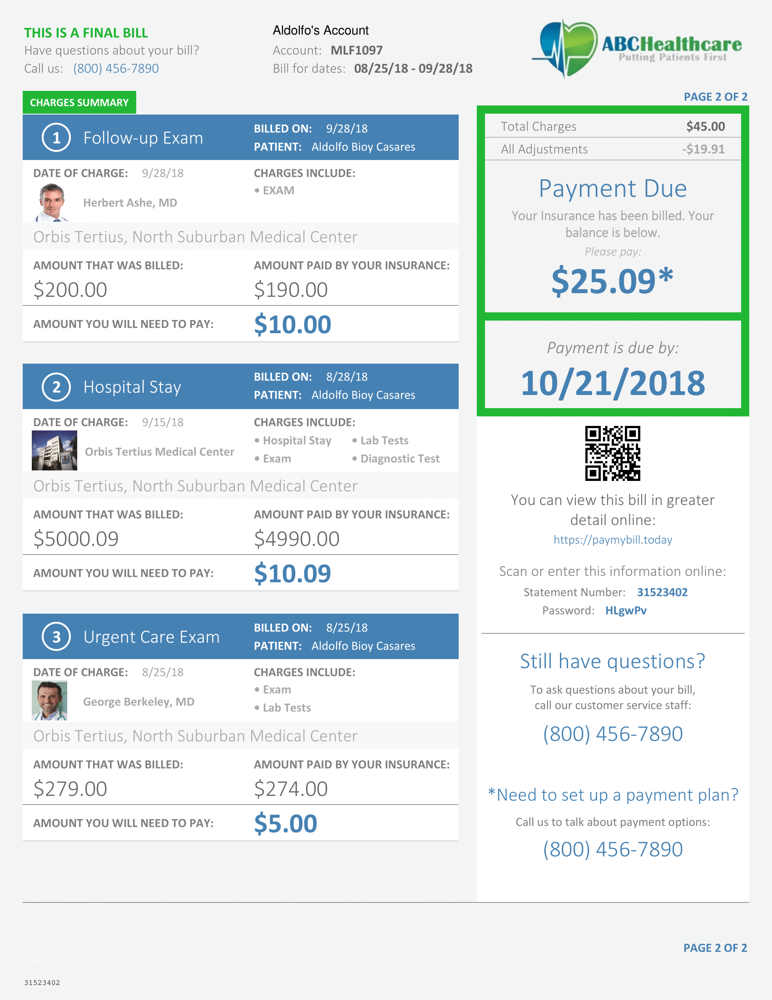 THIS IS A FINAL BILL
Have questions about your bill?
Call us: (800) 456-7890
Aldolfo's Account
Account: MLF1097
Bill for dates: 08/25/18 - 09/28/18
ABCHealthcare
Putting Patients First
PAGE 2 OF 2
CHARGES SUMMARY
1 Follow-up Exam
BILLED ON: 9/28/18
PATIENT: Aldolfo Bioy Casares
DATE OF CHARGE: 9/28/18
Herbert Ashe, MD
CHARGES INCLUDE:
• EXAM
Orbis Tertius, North Suburban Medical Center
AMOUNT THAT WAS BILLED: AMOUNT PAID BY YOUR INSURANCE:
$200.00 $190.00
AMOUNT YOU WILL NEED TO PAY: $10.00
2 Hospital Stay
BILLED ON: 8/28/18
PATIENT: Aldolfo Bioy Casares
DATE OF CHARGE: 9/15/18
Orbis Tertius Medical Center
CHARGES INCLUDE:
• Hospital Stay • Lab Tests
• Exam • Diagnostic Test
Orbis Tertius, North Suburban Medical Center
AMOUNT THAT WAS BILLED: AMOUNT PAID BY YOUR INSURANCE:
$5000.09 $4990.00
AMOUNT YOU WILL NEED TO PAY: $10.09
3 Urgent Care Exam
BILLED ON: 8/25/18
PATIENT: Aldolfo Bioy Casares
DATE OF CHARGE: 8/25/18
George Berkeley, MD
CHARGES INCLUDE:
• Exam
• Lab Tests
Orbis Tertius, North Suburban Medical Center
AMOUNT THAT WAS BILLED: AMOUNT PAID BY YOUR INSURANCE:
$279.00 $274.00
AMOUNT YOU WILL NEED TO PAY: $5.00
Total Charges $45.00
All Adjustments -$19.91
Payment Due
Your Insurance has been billed. Your
balance is below.
Please pay:
$25.09*
Payment is due by:
10/21/2018
You can view this bill in greater
detail online:
https://paymybill.today
Scan or enter this information online:
Statement Number: 31523402
Password: HLgwPv
Still have questions?
To ask questions about your bill,
call our customer service staff:
(800) 456-7890
*Need to set up a payment plan?
Call us to talk about payment options:
(800) 456-7890
PAGE 2 OF 2
31523402